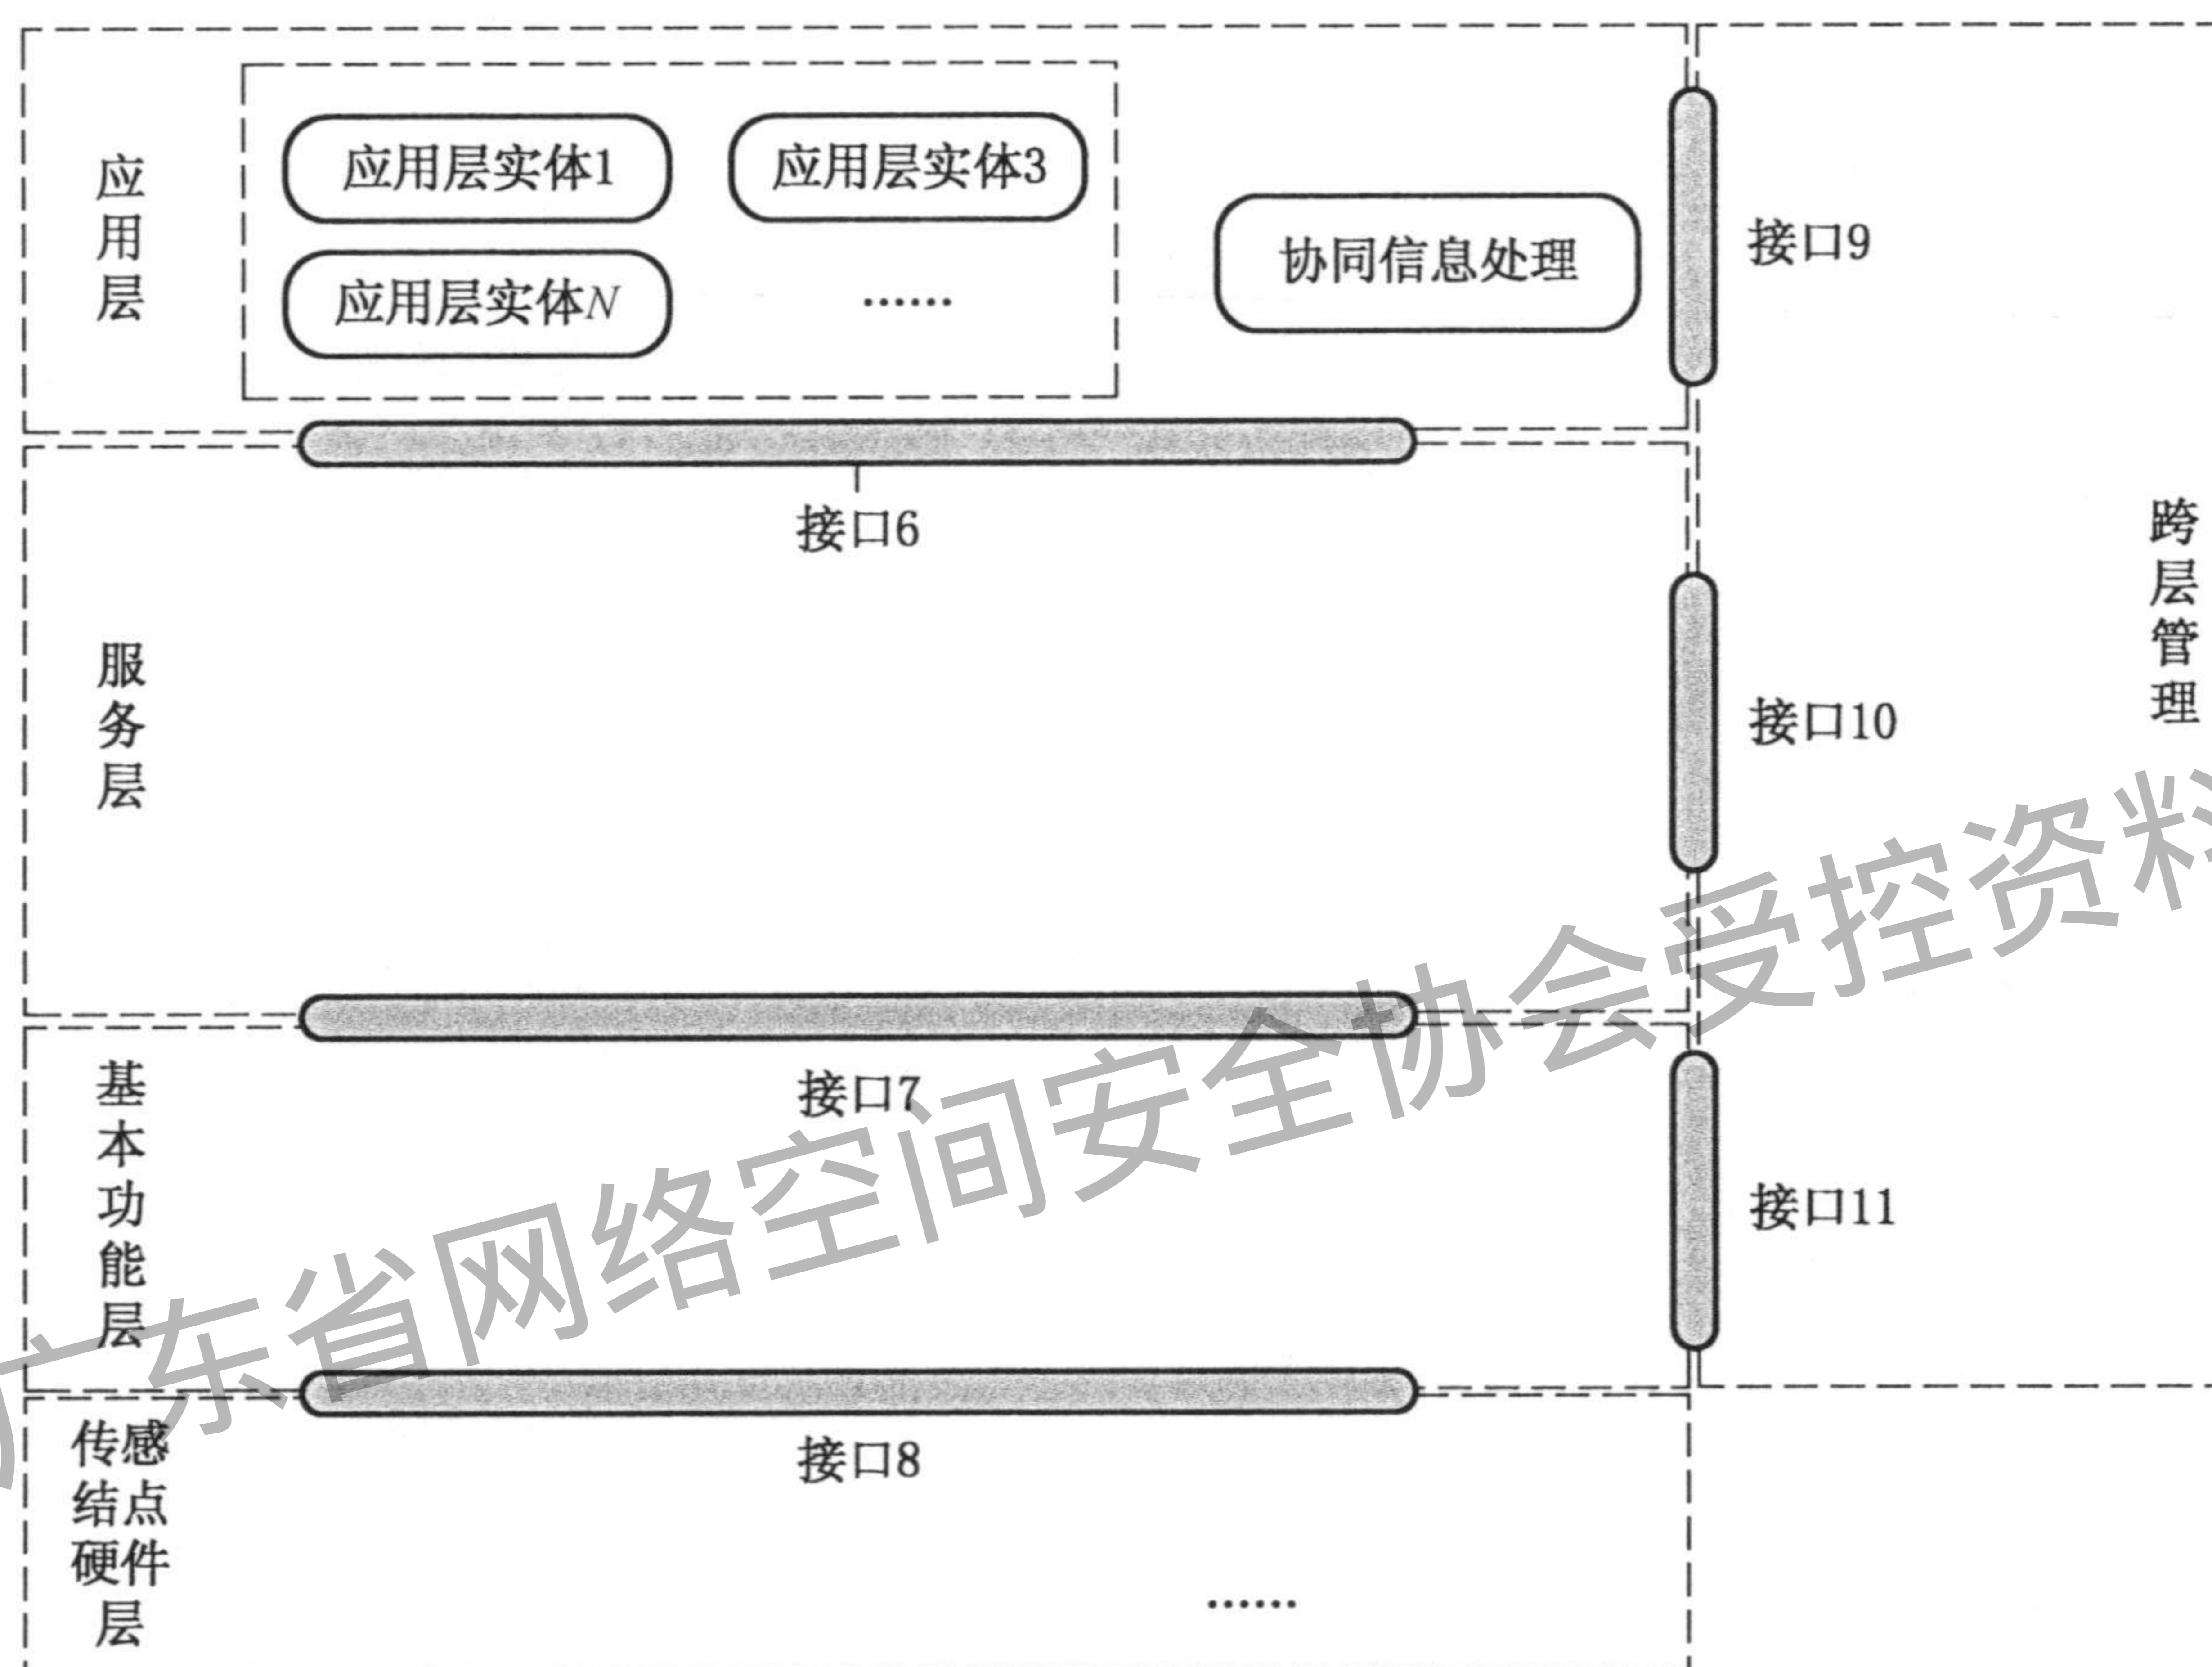 应用层
应用层实体1
应用层实体3
应用层实体N
……
协同信息处理
接口9
接口6
服务层
接口10
跨层管理
接口7
基本功能层
接口11
接口8
传感
结点
硬件
层
……
广东省网络空间安全协会受控资料